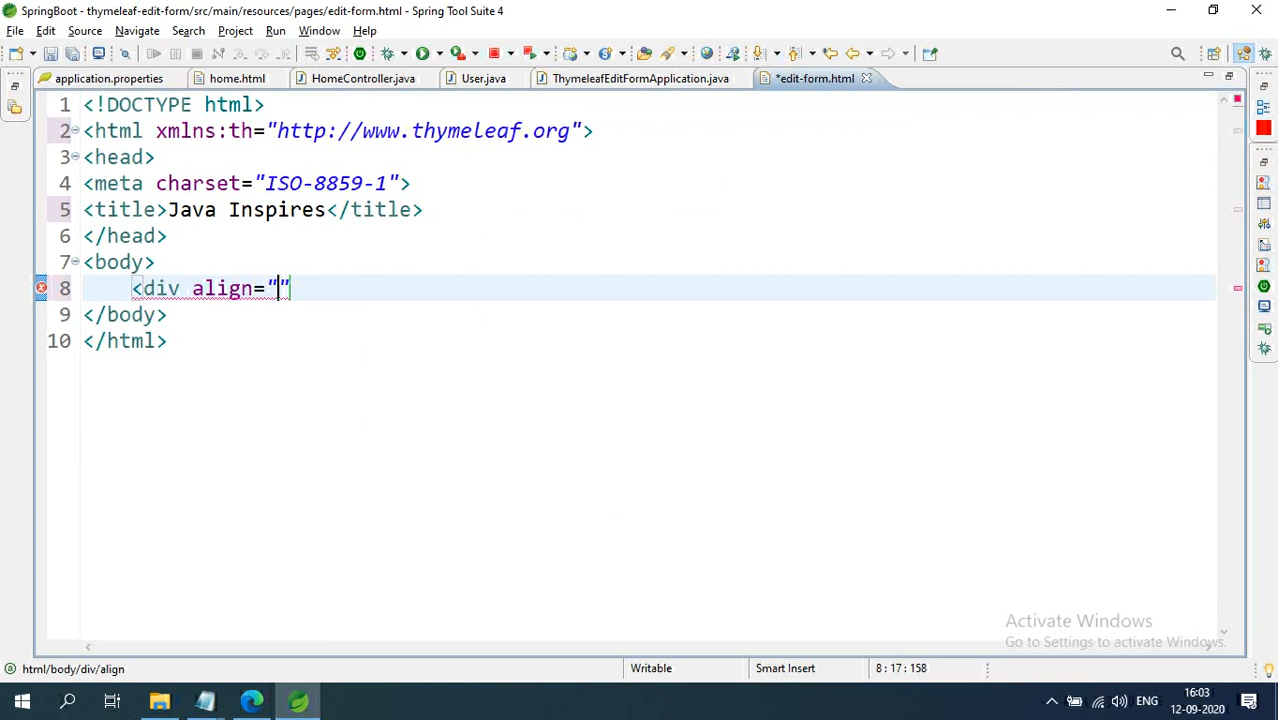 SpringBoot - thymeleaf-edit-form/src/main/resources/pages/edit-form.html - Spring Tool Suite 4
File Edit Source Navigate Search Project Run Window Help
application.properties home.html HomeController.java User.java ThymeleafEditFormApplication.java *edit-form.html
1 <!DOCTYPE html>
2 <html xmlns:th="http://www.thymeleaf.org">
3 <head>
4 <meta charset="ISO-8859-1">
5 <title>Java Inspires</title>
6 </head>
7 <body>
8 <div align=""
9 </body>
10 </html>
Activate Windows
Go to Settings to activate Windows.
html/body/div/align Writable Smart Insert 8 : 17 : 158
ENG
16:03
12-09-2020